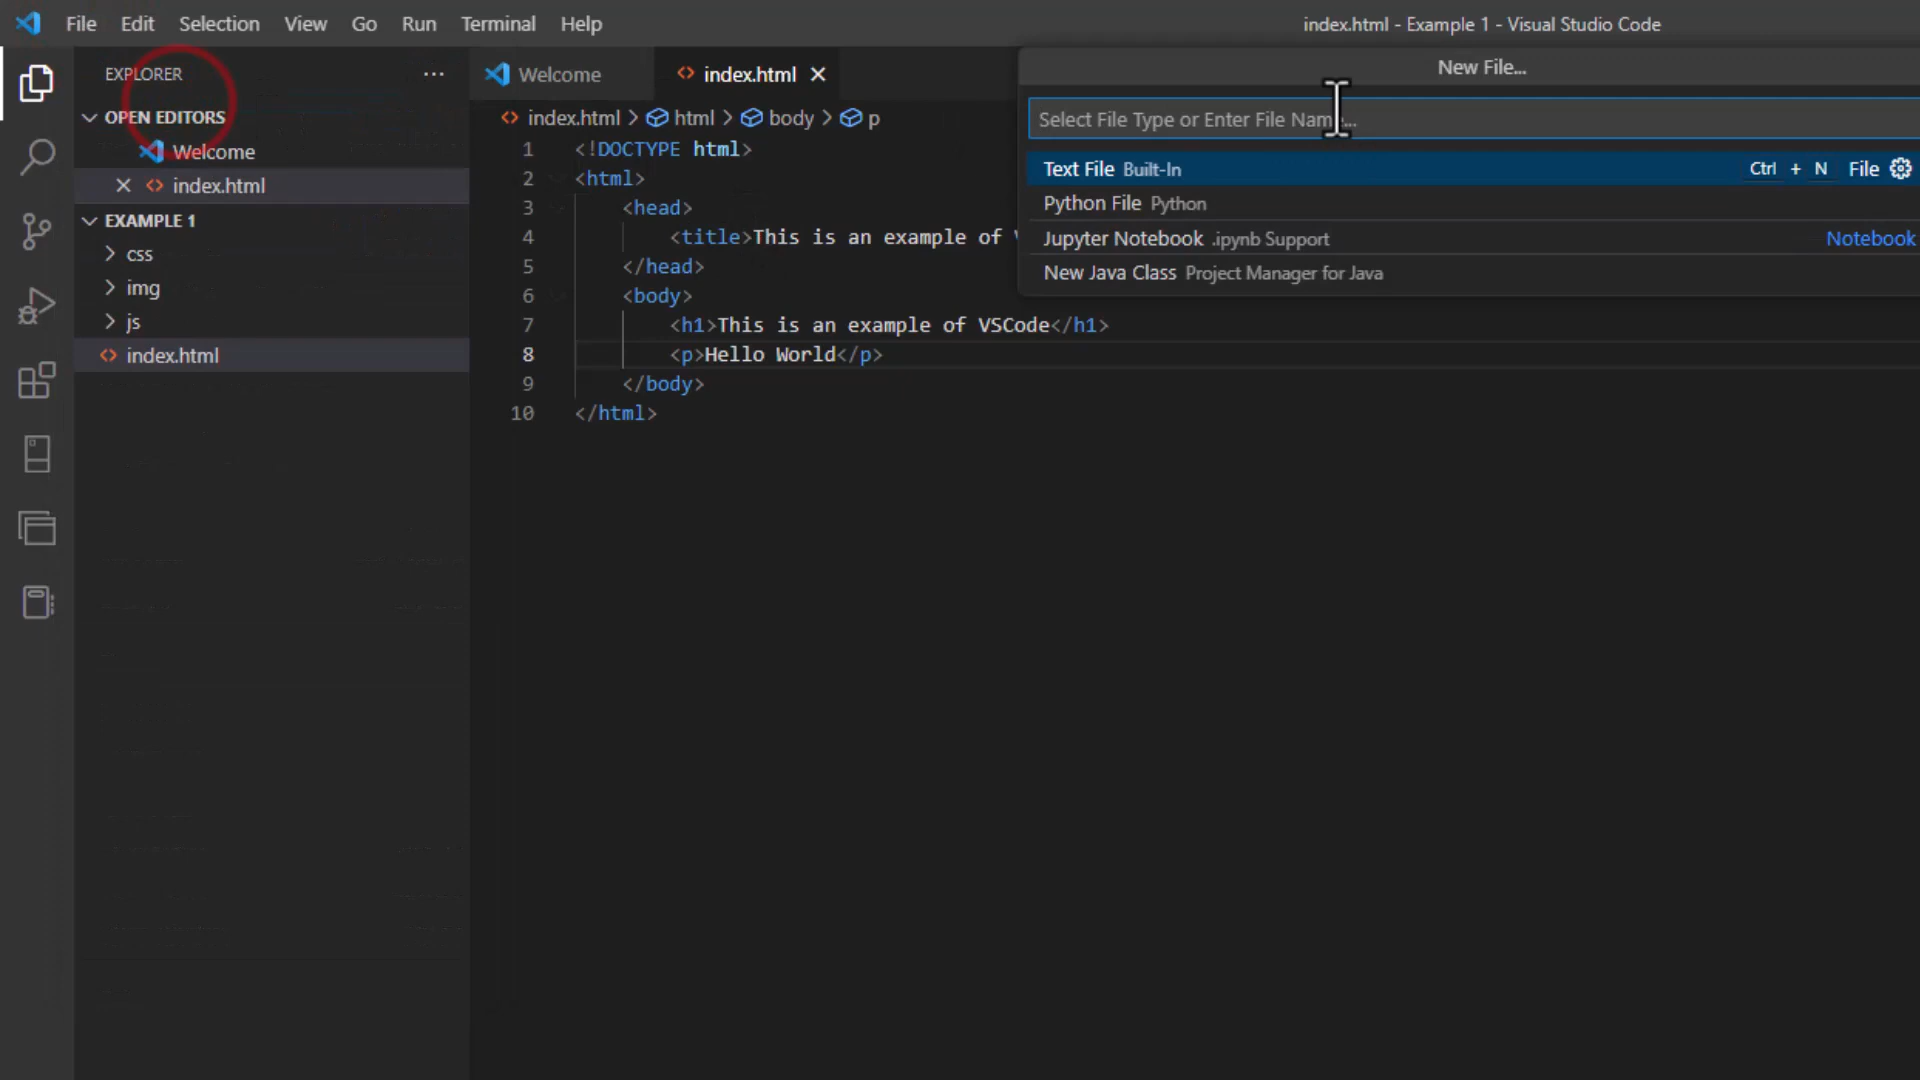 File Edit Selection View Go Run Terminal Help index.html - Example 1 - Visual Studio Code
EXPLORER ...
OPEN EDITORS
Welcome
index.html
EXAMPLE 1
css
img
js
index.html
Welcome index.html
index.html > html > body > p
1 <!DOCTYPE html>
2 <html>
3 <head>
4 <title>This is an example of
5 </head>
6 <body>
7 <h1>This is an example of VSCode</h1>
8 <p>Hello World</p>
9 </body>
10 </html>
New File...
Select File Type or Enter File Name...
Text File Built-In Ctrl + N File
Python File Python
Jupyter Notebook .ipynb Support Notebook
New Java Class Project Manager for Java